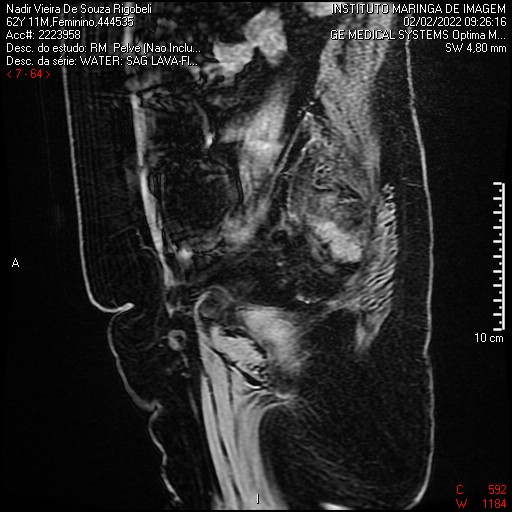 Nadir Vieira De Souza Rigobeli
62Y 11M,Feminino,444535
Acc#: 2223958
Desc. do estudo: RM Pelve (Nao Inclu...
Desc. da série: WATER: SAG LAVA-Fl...
< 7 - 64 >
INSTITUTO MARINGA DE IMAGEM
02/02/2022 09:26:16
GE MEDICAL SYSTEMS Optima M...
SW 4,80 mm
A
10 cm
I
C 592
W 1184